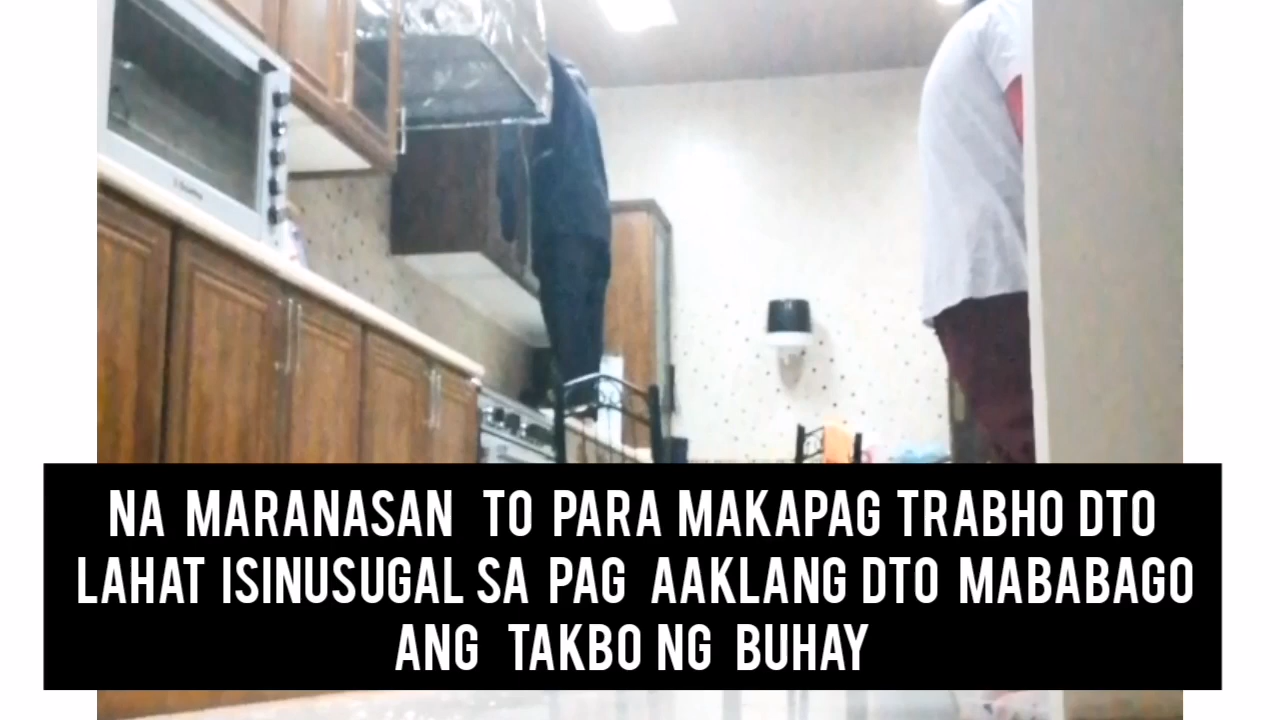 NA MARANASAN TO PARA MAKAPAG TRABHO DTO
LAHAT ISINUSUGAL SA PAG AAKLANG DTO MABABAGO
ANG TAKBO NG BUHAY